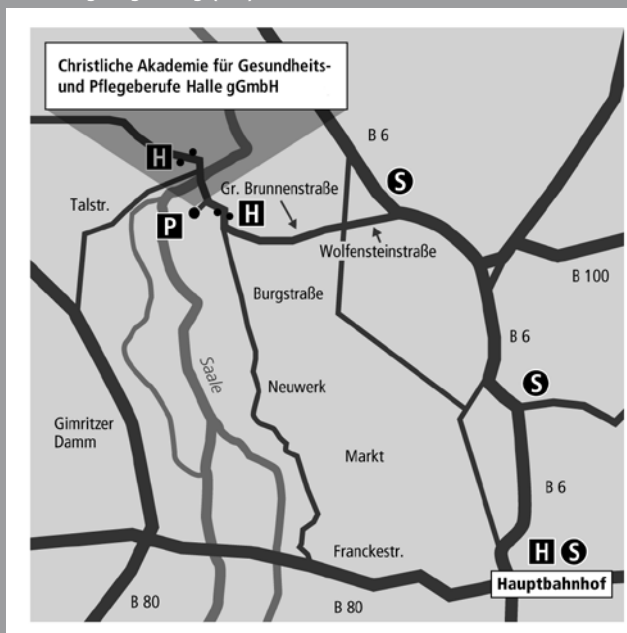 Christliche Akademie für Gesundheits-
und Pflegeberufe Halle gGmbH
B 6
H
S
Gr. Brunnenstraße
Talstr.
P
H
Wolfensteinstraße
B 100
Burgstraße
B 6
Saale
Neuwerk
S
Gimritzer
Damm
Markt
B 6
Franckestr.
H S
Hauptbahnhof
B 80
B 80